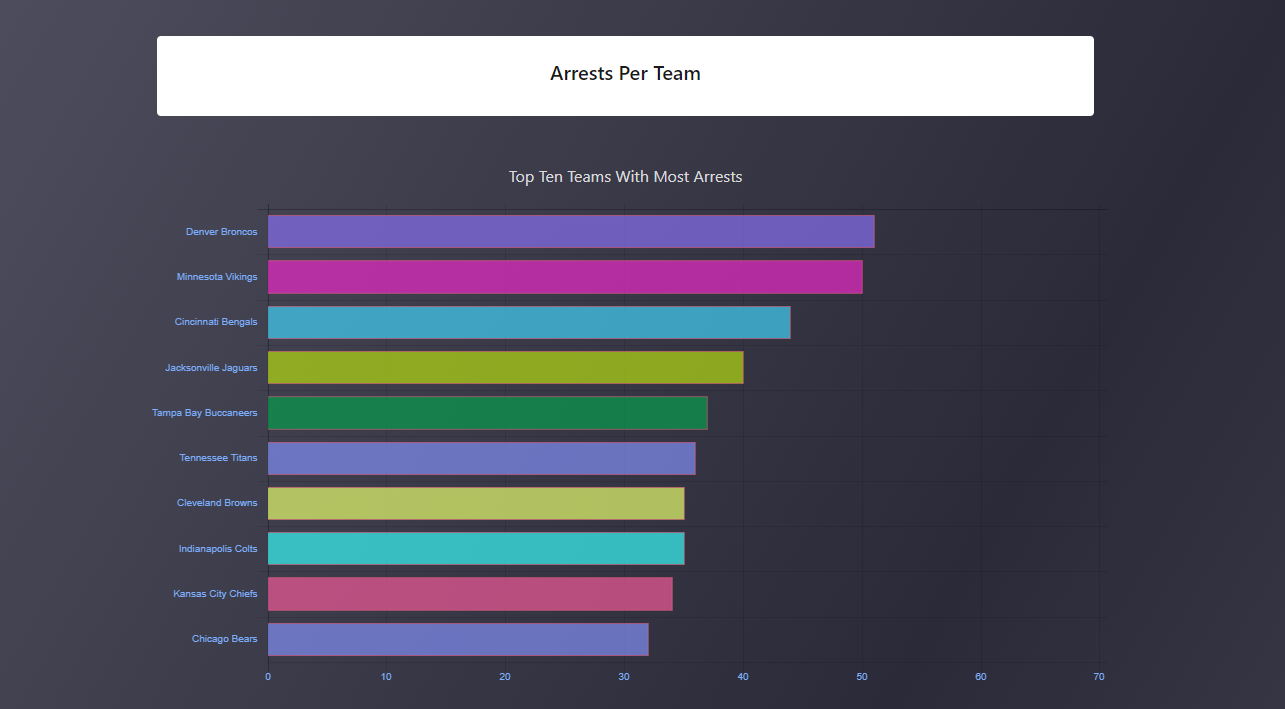 Arrests Per Team
Top Ten Teams With Most Arrests
Denver Broncos
Minnesota Vikings
Cincinnati Bengals
Jacksonville Jaguars
Tampa Bay Buccaneers
Tennessee Titans
Cleveland Browns
Indianapolis Colts
Kansas City Chiefs
Chicago Bears
0 10 20 30 40 50 60 70